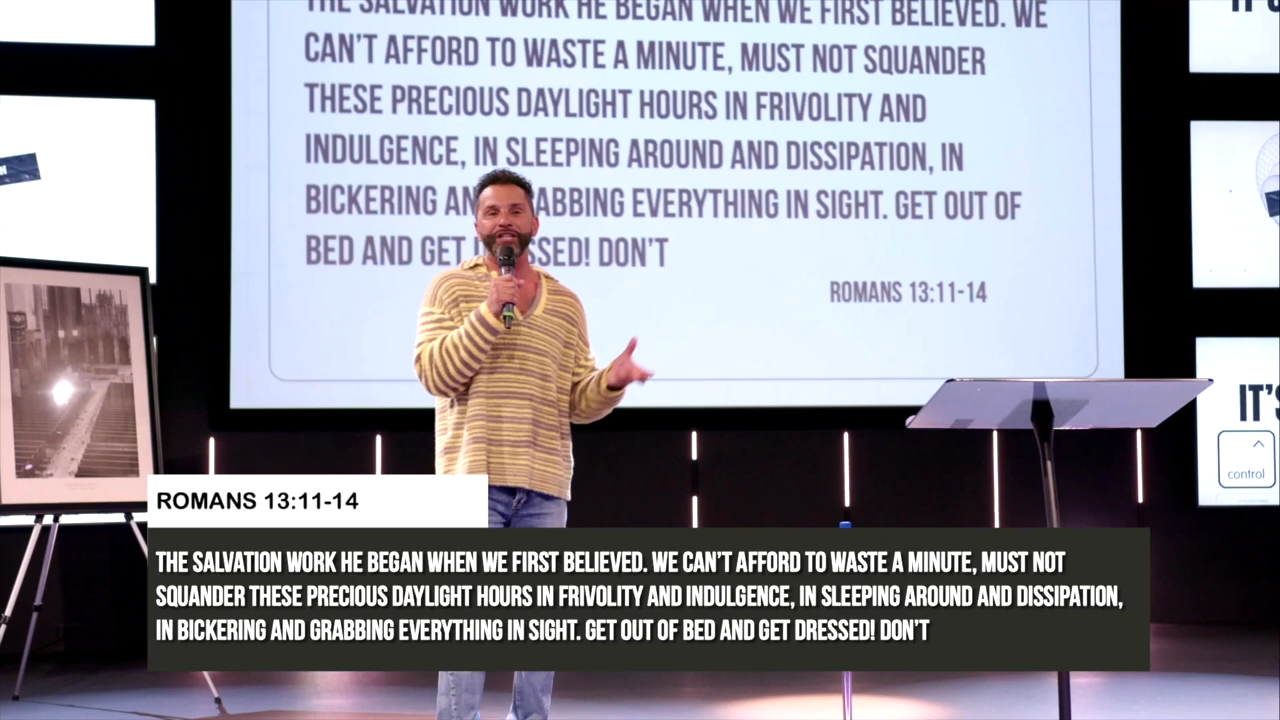 THE SALVATION WORK HE BEGAN WHEN WE FIRST BELIEVED. WE
CAN'T AFFORD TO WASTE A MINUTE, MUST NOT SQUANDER
THESE PRECIOUS DAYLIGHT HOURS IN FRIVOLITY AND
INDULGENCE, IN SLEEPING AROUND AND DISSIPATION, IN
BICKERING AN ABBING EVERYTHING IN SIGHT. GET OUT OF
BED AND GET SSED! DON'T
ROMANS 13:11-14
IT'S
control
ROMANS 13:11-14
THE SALVATION WORK HE BEGAN WHEN WE FIRST BELIEVED. WE CAN'T AFFORD TO WASTE A MINUTE, MUST NOT
SQUANDER THESE PRECIOUS DAYLIGHT HOURS IN FRIVOLITY AND INDULGENCE, IN SLEEPING AROUND AND DISSIPATION,
IN BICKERING AND GRABBING EVERYTHING IN SIGHT. GET OUT OF BED AND GET DRESSED! DON'T